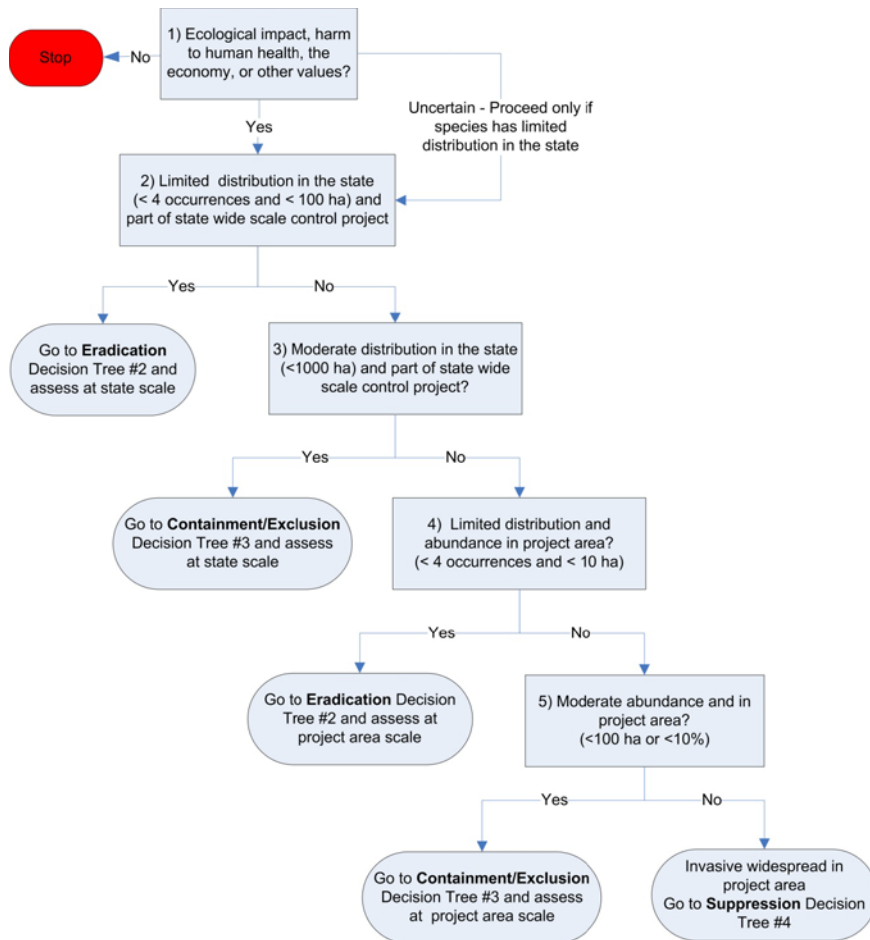 1) Ecological impact, harm
to human health, the
economy, or other values?
Stop
No
Uncertain - Proceed only if
species has limited
distribution in the state
Yes
2) Limited distribution in the state
(< 4 occurrences and < 100 ha) and
part of state wide scale control project
Yes
No
Go to Eradication
Decision Tree #2 and
assess at state scale
3) Moderate distribution in the state
(<1000 ha) and part of state wide
scale control project?
Yes
No
Go to Containment/Exclusion
Decision Tree #3 and assess
at state scale
4) Limited distribution and
abundance in project area?
(< 4 occurrences and < 10 ha)
Yes
No
Go to Eradication Decision
Tree #2 and assess at
project area scale
5) Moderate abundance and in
project area?
(<100 ha or <10%)
Yes
No
Go to Containment/Exclusion
Decision Tree #3 and assess
at project area scale
Invasive widespread in
project area
Go to Suppression Decision
Tree #4